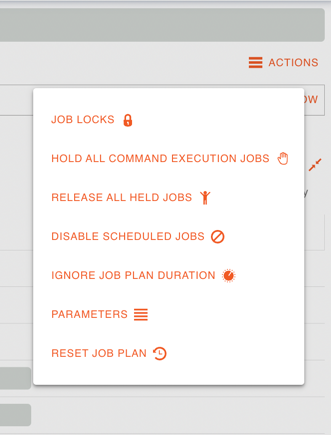 ACTIONS
OW
JOB LOCKS
HOLD ALL COMMAND EXECUTION JOBS
RELEASE ALL HELD JOBS
y
DISABLE SCHEDULED JOBS
IGNORE JOB PLAN DURATION
PARAMETERS
RESET JOB PLAN